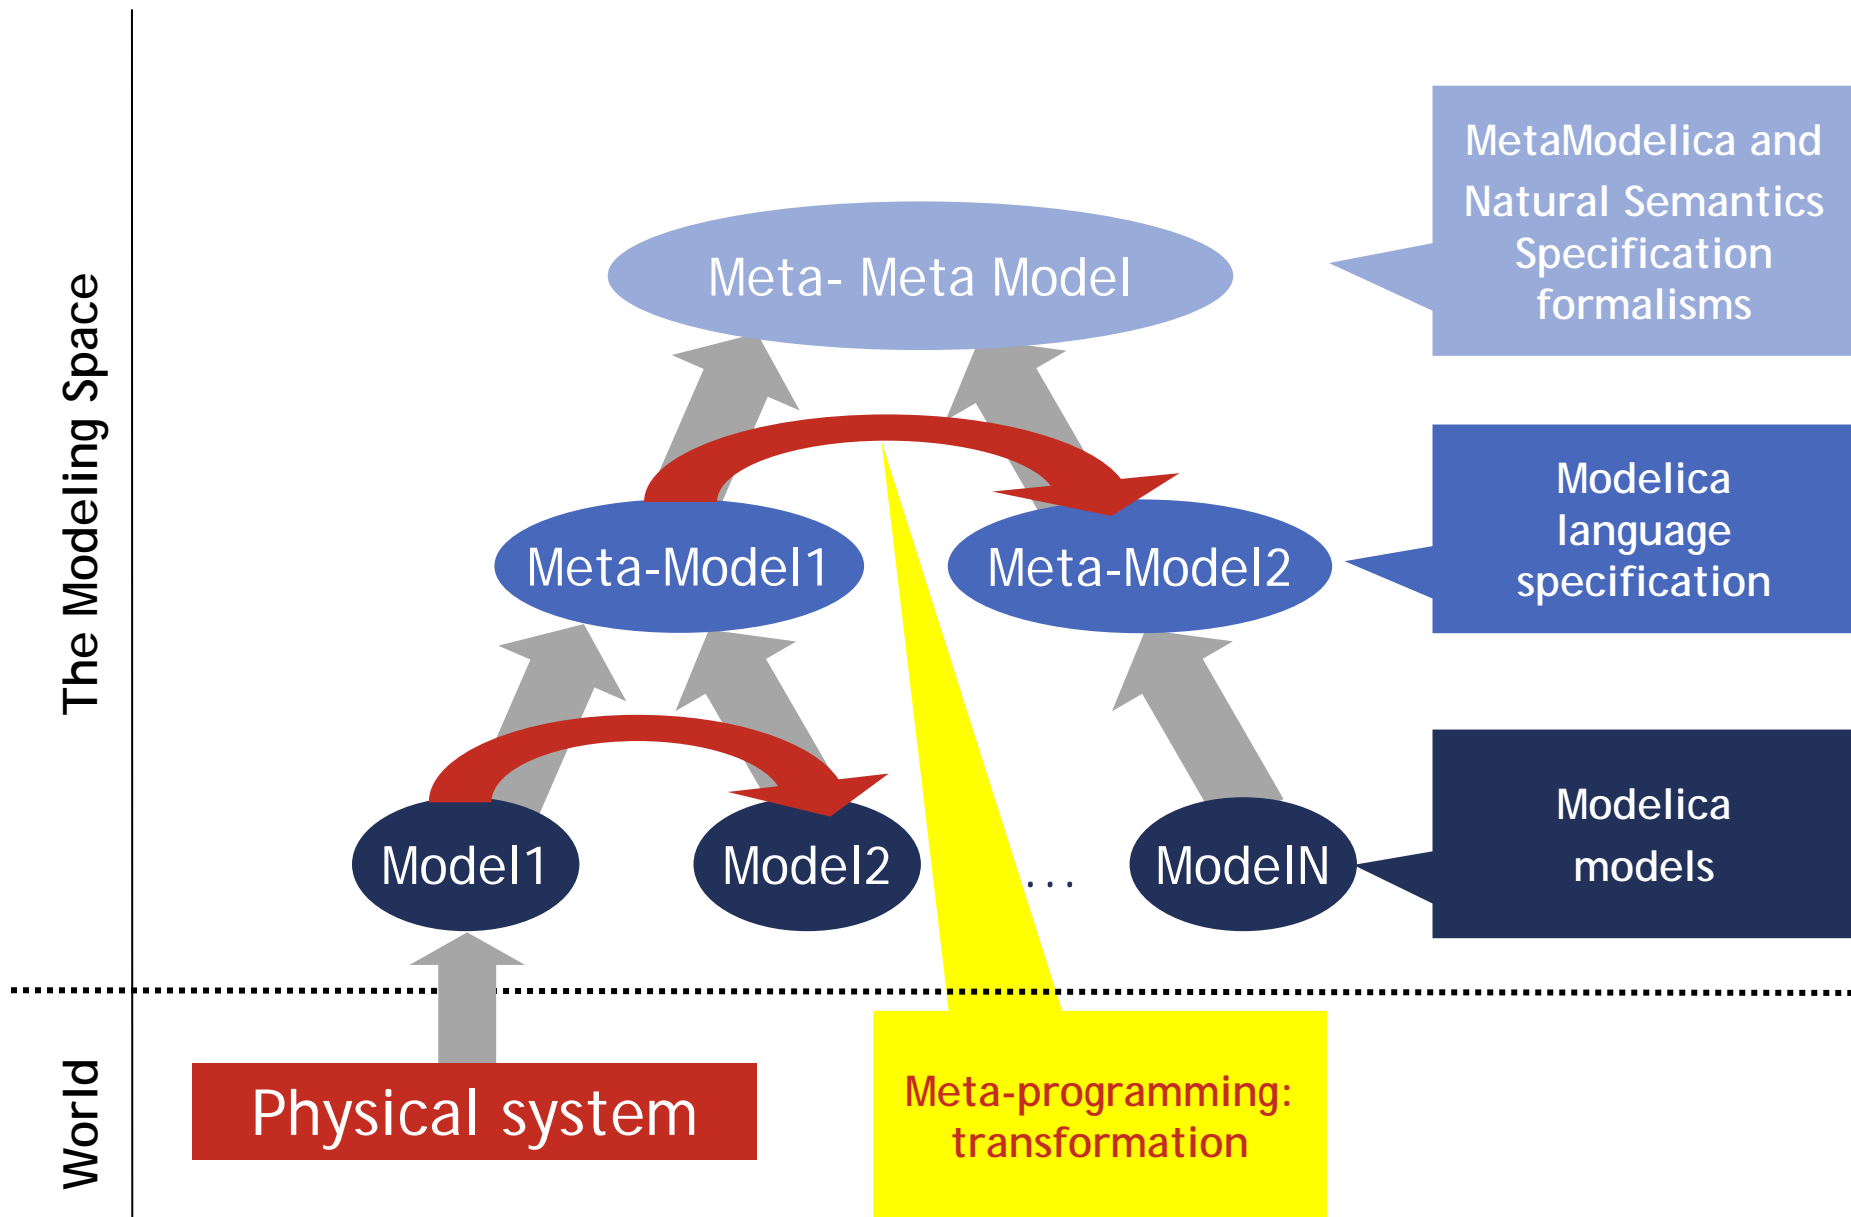 The Modeling Space
MetaModelica and
Natural Semantics
Specification
formalisms
Meta- Meta Model
Modelica
language
specification
Meta-Model1
Meta-Model2
Modelica
models
Model1
Model2
...
ModelN
World
Physical system
Meta-programming:
transformation